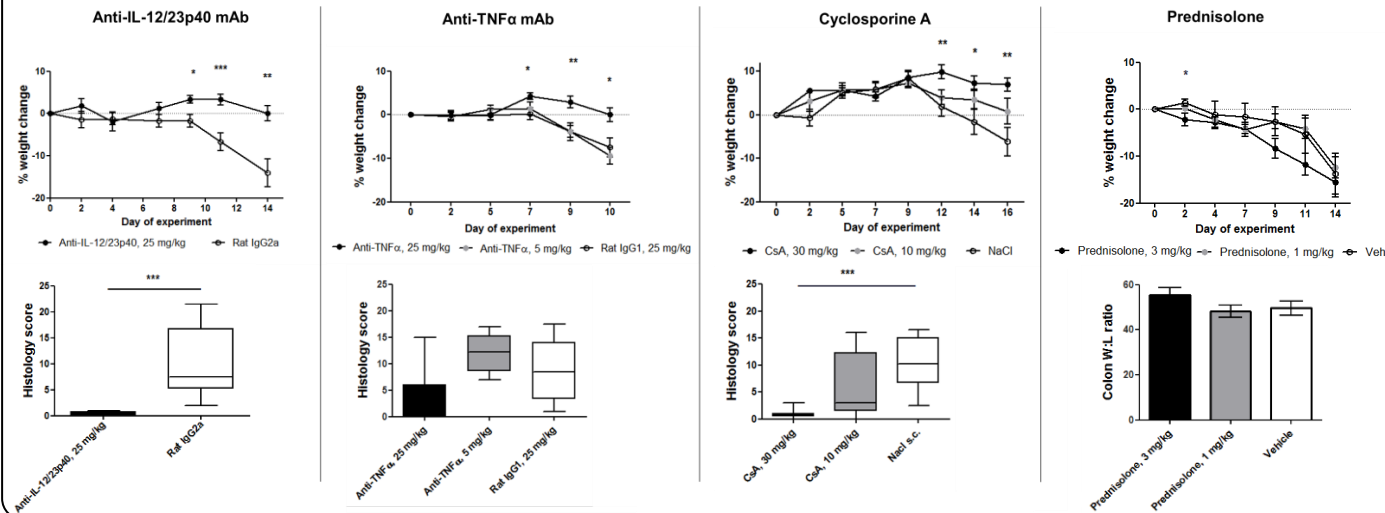 Anti-IL-12/23p40 mAb
% weight change
10
0
-10
-20
*
***
**
0 2 4 6 8 10 12 14
Day of experiment
Anti-IL-12/23p40, 25 mg/kg Rat IgG2a
Histology score
25
20
15
10
5
0
***
Anti-IL-12/23p40, 25 mg/kg
Rat IgG2a
Anti-TNFα mAb
% weight change
10
0
-10
-20
*
**
*
0 2 5 7 9 10
Day of experiment
Anti-TNFα, 25 mg/kg Anti-TNFα, 5 mg/kg Rat IgG1, 25 mg/kg
Histology score
25
20
15
10
5
0
Anti-TNFα, 25 mg/kg
Anti-TNFα, 5 mg/kg
Rat IgG1, 25 mg/kg
Cyclosporine A
% weight change
10
0
-10
-20
**
*
**
0 2 5 7 9 12 14 16
Day of experiment
CsA, 30 mg/kg CsA, 10 mg/kg NaCl
Histology score
25
20
15
10
5
0
***
CsA, 30 mg/kg
CsA, 10 mg/kg
Nacl s.c.
Prednisolone
% weight change
10
0
-10
-20
*
0 2 4 7 9 11 14
Day of experiment
Prednisolone, 3 mg/kg Prednisolone, 1 mg/kg Veh
Colon W:L ratio
60
40
20
0
Prednisolone, 3 mg/kg
Prednisolone, 1 mg/kg
Vehicle